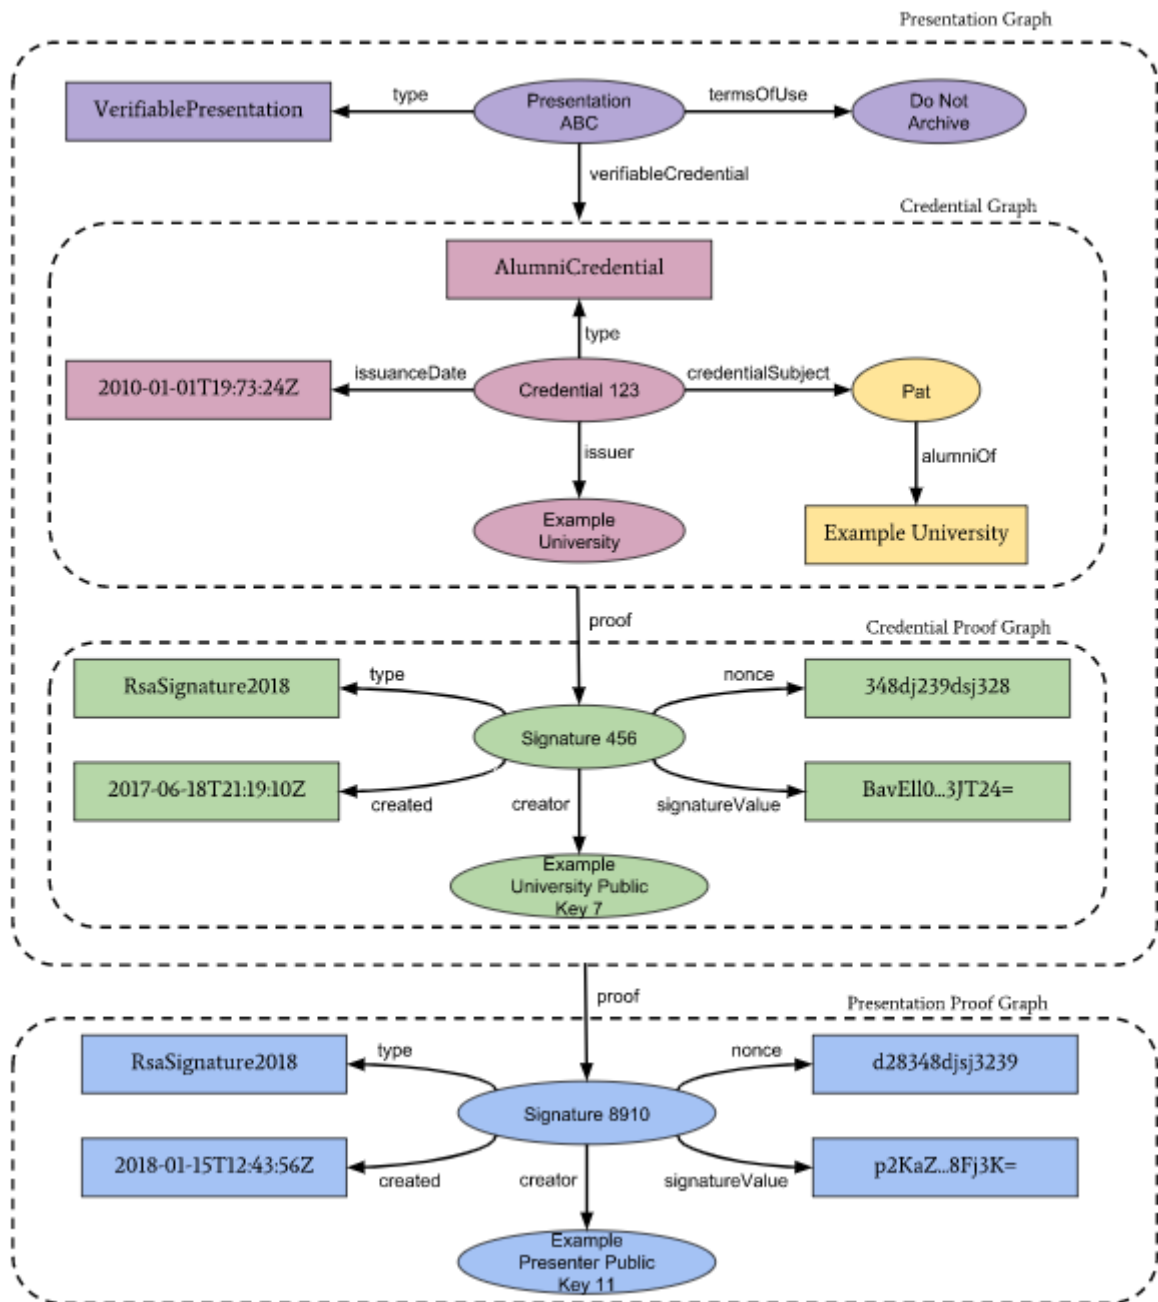 Presentation Graph
VerifiablePresentation
type
Presentation
ABC
termsOfUse
Do Not
Archive
verifiableCredential
Credential Graph
AlumniCredential
type
2010-01-01T19:73:24Z
issuanceDate
Credential 123
credentialSubject
Pat
issuer
alumniOf
Example
University
Example University
proof
Credential Proof Graph
RsaSignature2018
type
nonce
348dj239dsj328
Signature 456
2017-06-18T21:19:10Z
created
creator
signatureValue
BavEll0...3JT24=
Example
University Public
Key 7
proof
Presentation Proof Graph
RsaSignature2018
type
nonce
d28348djsj3239
Signature 8910
2018-01-15T12:43:56Z
created
creator
signatureValue
p2KaZ...8Fj3K=
Example
Presenter Public
Key 11